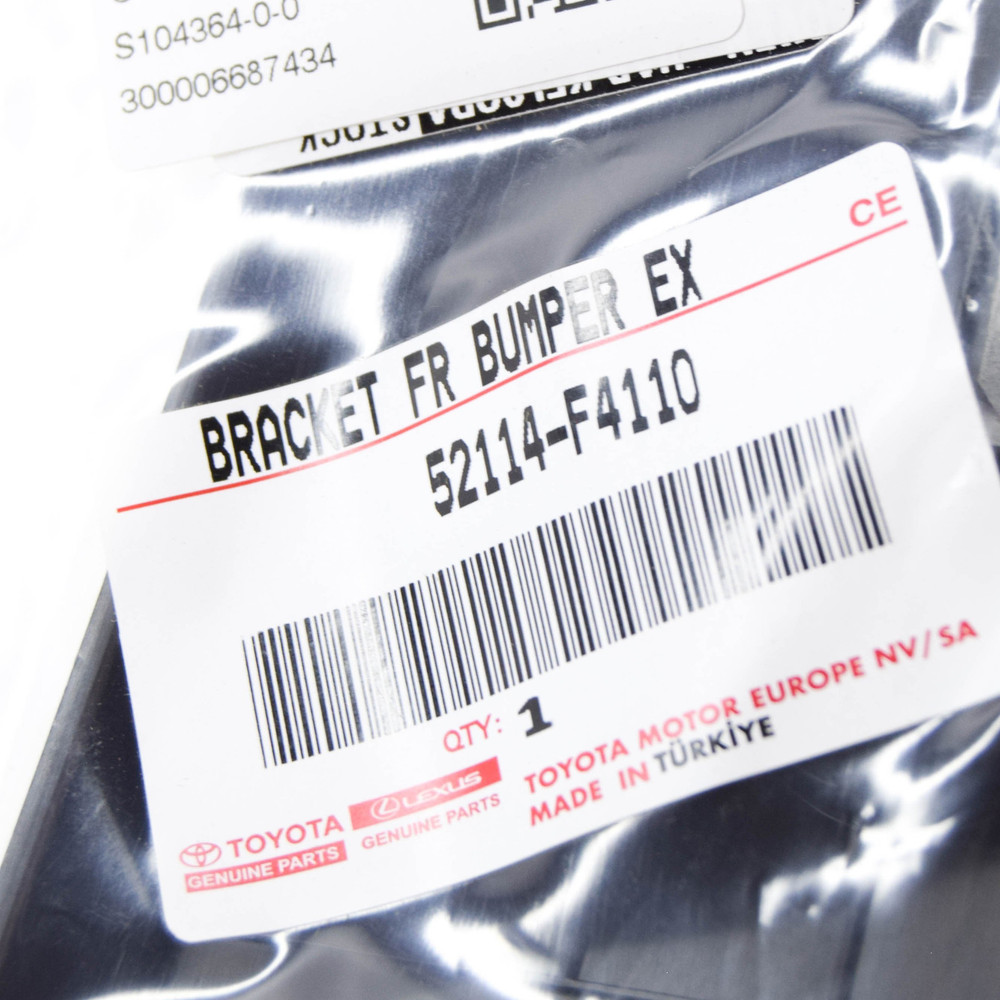 S104364-0-0
300006687434
STOCK
CE
BRACKET FR BUMPER EX
52114-F4110
QTY: 1
TOYOTA
GENUINE PARTS
LEXUS
GENUINE PARTS
TOYOTA MOTOR EUROPE NV/SA
MADE IN TÜRKİYE